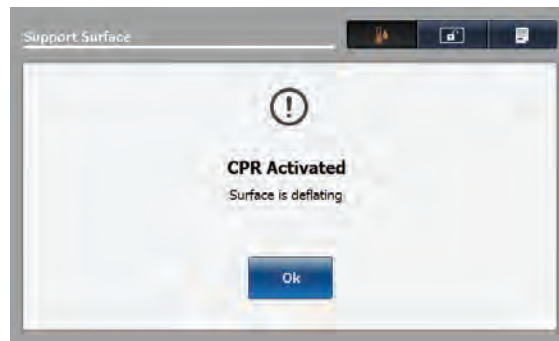 Support Surface
CPR Activated
Surface is deflating
Ok